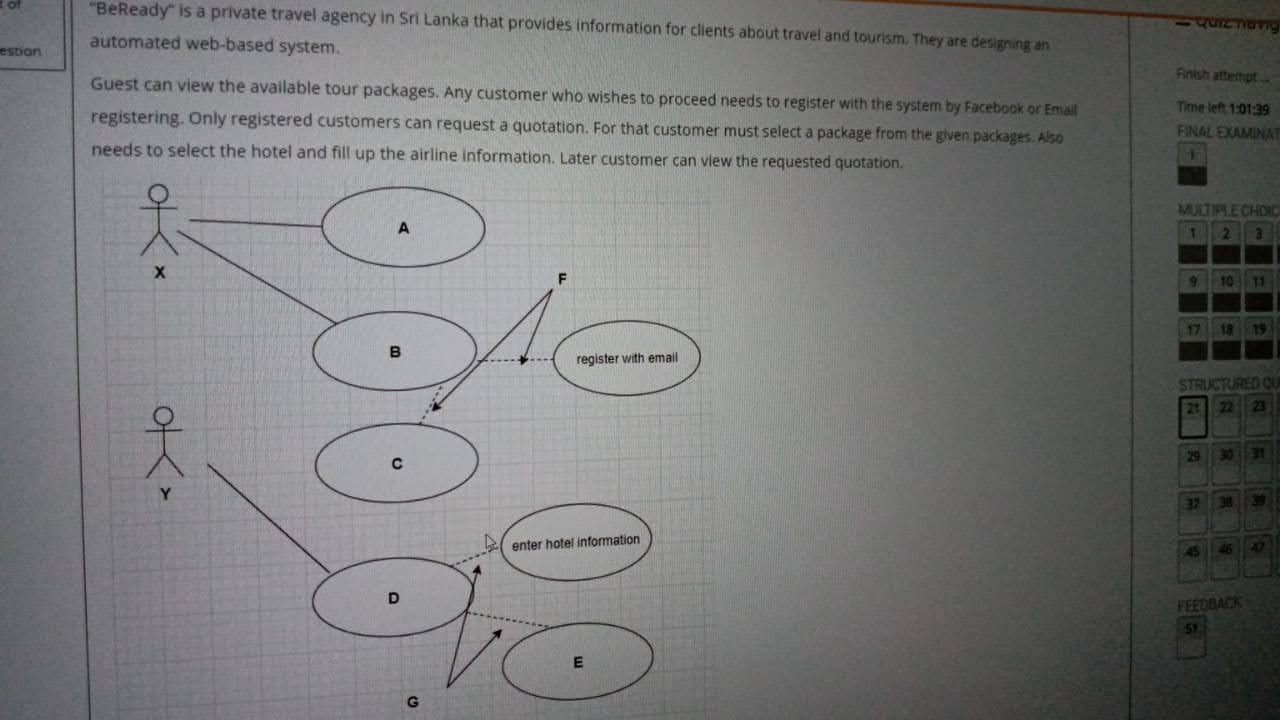 t of
estion
"BeReady" is a private travel agency in Sri Lanka that provides information for clients about travel and tourism. They are designing an
automated web-based system.
Guest can view the available tour packages. Any customer who wishes to proceed needs to register with the system by Facebook or Email
registering. Only registered customers can request a quotation. For that customer must select a package from the given packages. Also
needs to select the hotel and fill up the airline information. Later customer can view the requested quotation.
X
A
F
B
register with email
Y
C
enter hotel information
D
E
G
Finish attempt ...
Time left 1:01:39
FINAL EXAMINA
1
MULTIPLE CHOIC
1 2 3
9 10 11
17 18 19
STRUCTURED QU
21 22 23
29 30 31
37 38 39
45 46 47
FEEDBACK
51